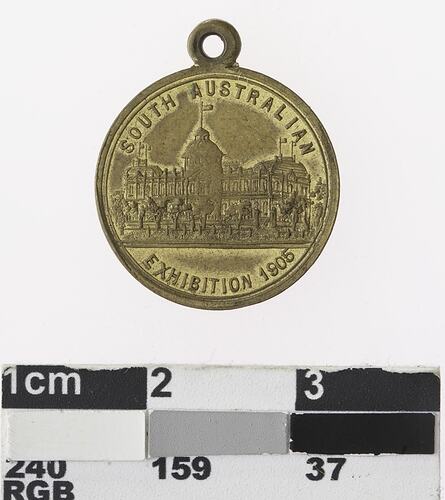 SOUTH AUSTRALIAN
EXHIBITION 1905
1cm 2 3
240 159 37
RGB